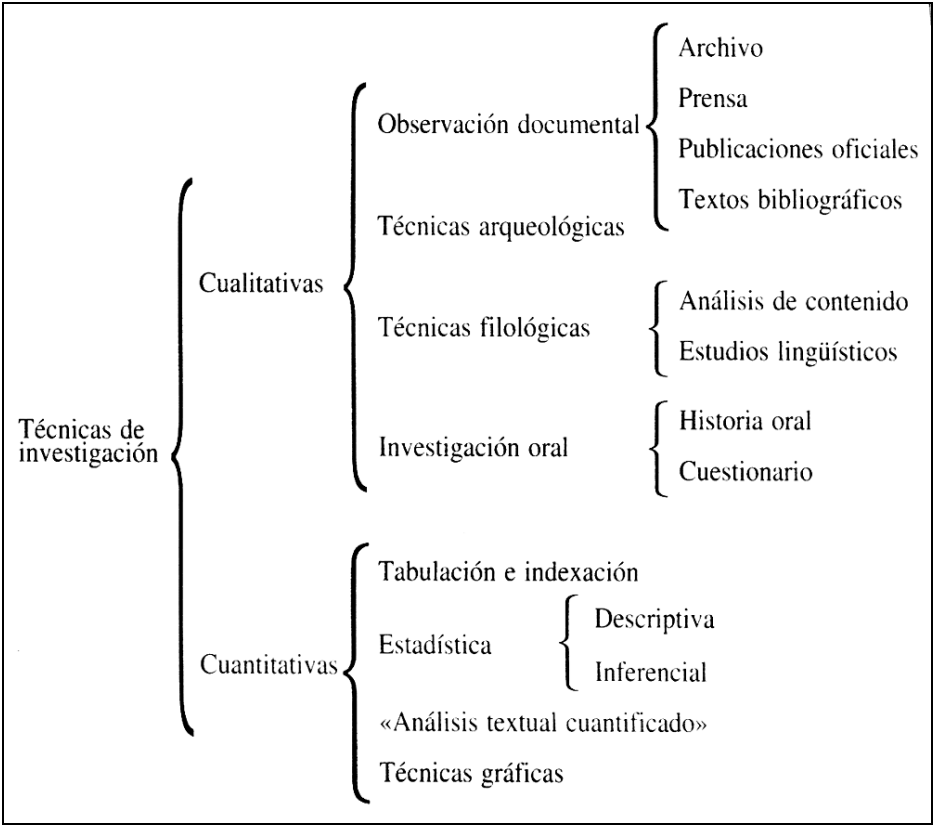 Técnicas de
investigación
Cualitativas
Observación documental
Archivo
Prensa
Publicaciones oficiales
Textos bibliográficos
Técnicas arqueológicas
Técnicas filológicas
Análisis de contenido
Estudios lingüísticos
Investigación oral
Historia oral
Cuestionario
Cuantitativas
Tabulación e indexación
Estadística
Descriptiva
Inferencial
«Análisis textual cuantificado»
Técnicas gráficas